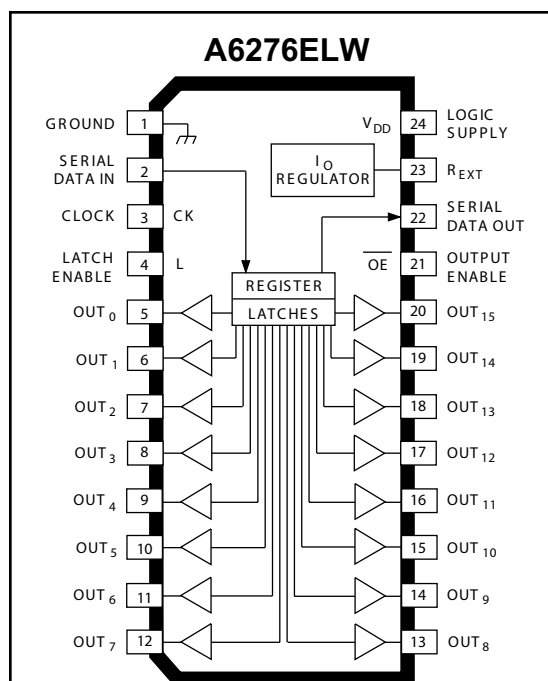 A6276ELW
GROUND 1
V DD 24 LOGIC SUPPLY
SERIAL DATA IN 2
I O REGULATOR 23 R EXT
CLOCK 3 CK
22 SERIAL DATA OUT
LATCH ENABLE 4 L
OE 21 OUTPUT ENABLE
REGISTER
LATCHES
OUT 0 5
20 OUT 15
OUT 1 6
19 OUT 14
OUT 2 7
18 OUT 13
OUT 3 8
17 OUT 12
OUT 4 9
16 OUT 11
OUT 5 10
15 OUT 10
OUT 6 11
14 OUT 9
OUT 7 12
13 OUT 8